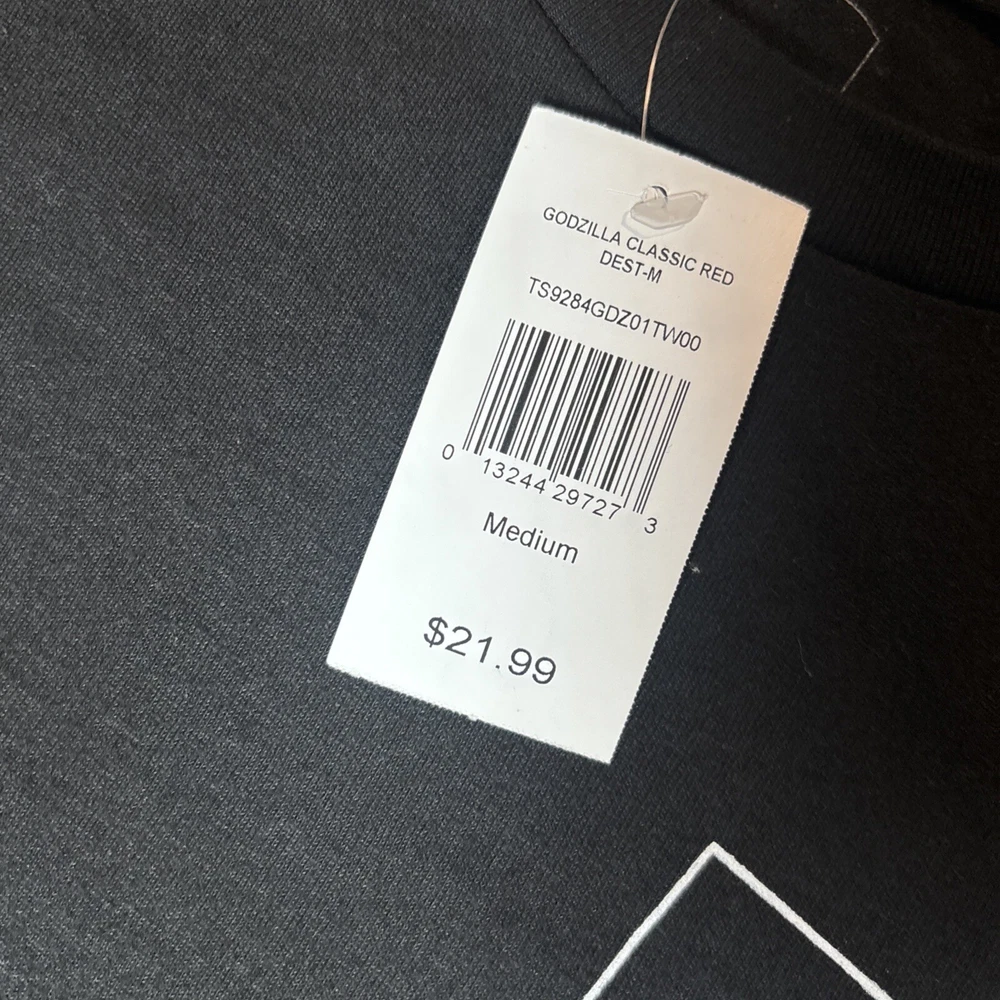 GODZILLA CLASSIC RED
DEST-M
TS9284GDZ01TW00
0 13244 29727 3
Medium
$21.99